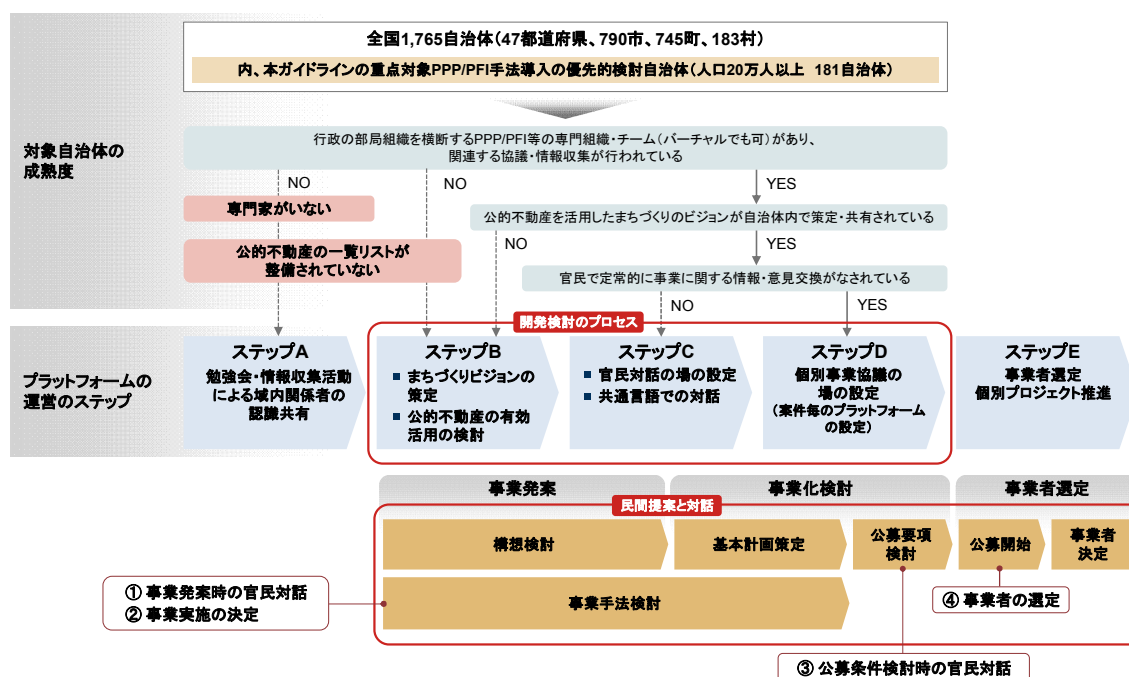 全国1,765自治体（47都道府県、790市、745町、183村）
内、本ガイドラインの重点対象PPP/PFI手法導入の優先的検討自治体（人口20万人以上 181自治体）
対象自治体の
成熟度
行政の部局組織を横断するPPP/PFI等の専門組織・チーム（バーチャルでも可）があり、
関連する協議・情報収集が行われている
NO
NO
YES
専門家がいない
公的不動産を活用したまちづくりのビジョンが自治体内で策定・共有されている
公的不動産の一覧リストが
整備されていない
NO
YES
官民で定常的に事業に関する情報・意見交換がなされている
NO
YES
開発検討のプロセス
プラットフォームの
運営のステップ
ステップA
勉強会・情報収集活動
による域内関係者の
認識共有
ステップB
■ まちづくりビジョンの
策定
■ 公的不動産の有効
活用の検討
ステップC
■ 官民対話の場の設定
■ 共通言語での対話
ステップD
個別事業協議の
場の設定
（案件毎のプラットフォーム
の設定）
ステップE
事業者選定
個別プロジェクト推進
事業発案
事業化検討
事業者選定
民間提案と対話
構想検討
基本計画策定
公募要項
検討
公募開始
事業者
決定
事業手法検討
① 事業発案時の官民対話
② 事業実施の決定
④ 事業者の選定
③ 公募条件検討時の官民対話